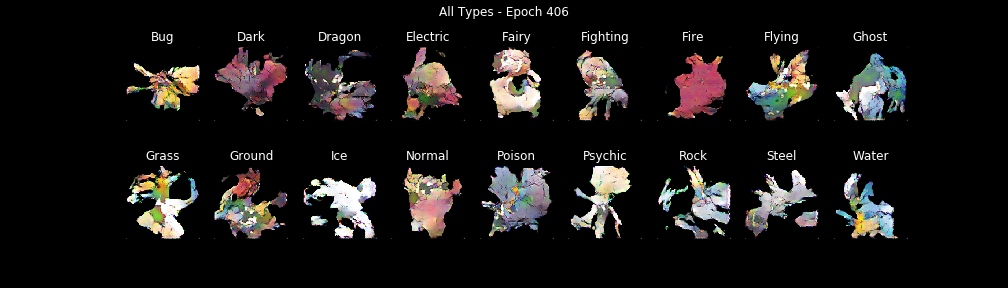 All Types - Epoch 406
Bug Dark Dragon Electric Fairy Fighting Fire Flying Ghost
Grass Ground Ice Normal Poison Psychic Rock Steel Water